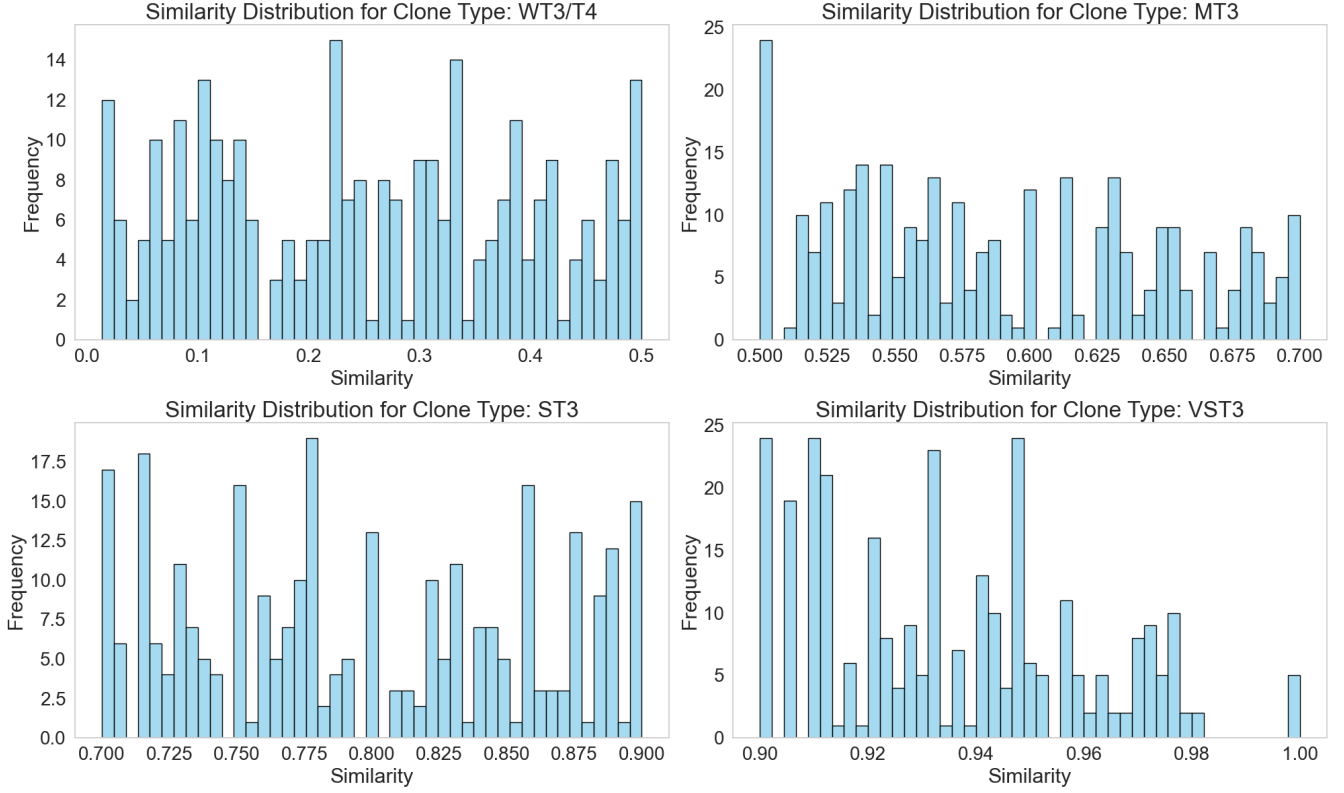 Similarity Distribution for Clone Type: WT3/T4
Frequency
14
12
10
8
6
4
2
0
0.0 0.1 0.2 0.3 0.4 0.5
Similarity
Similarity Distribution for Clone Type: MT3
Frequency
25
20
15
10
5
0
0.500 0.525 0.550 0.575 0.600 0.625 0.650 0.675 0.700
Similarity
Similarity Distribution for Clone Type: ST3
Frequency
17.5
15.0
12.5
10.0
7.5
5.0
2.5
0.0
0.700 0.725 0.750 0.775 0.800 0.825 0.850 0.875 0.900
Similarity
Similarity Distribution for Clone Type: VST3
Frequency
25
20
15
10
5
0
0.90 0.92 0.94 0.96 0.98 1.00
Similarity